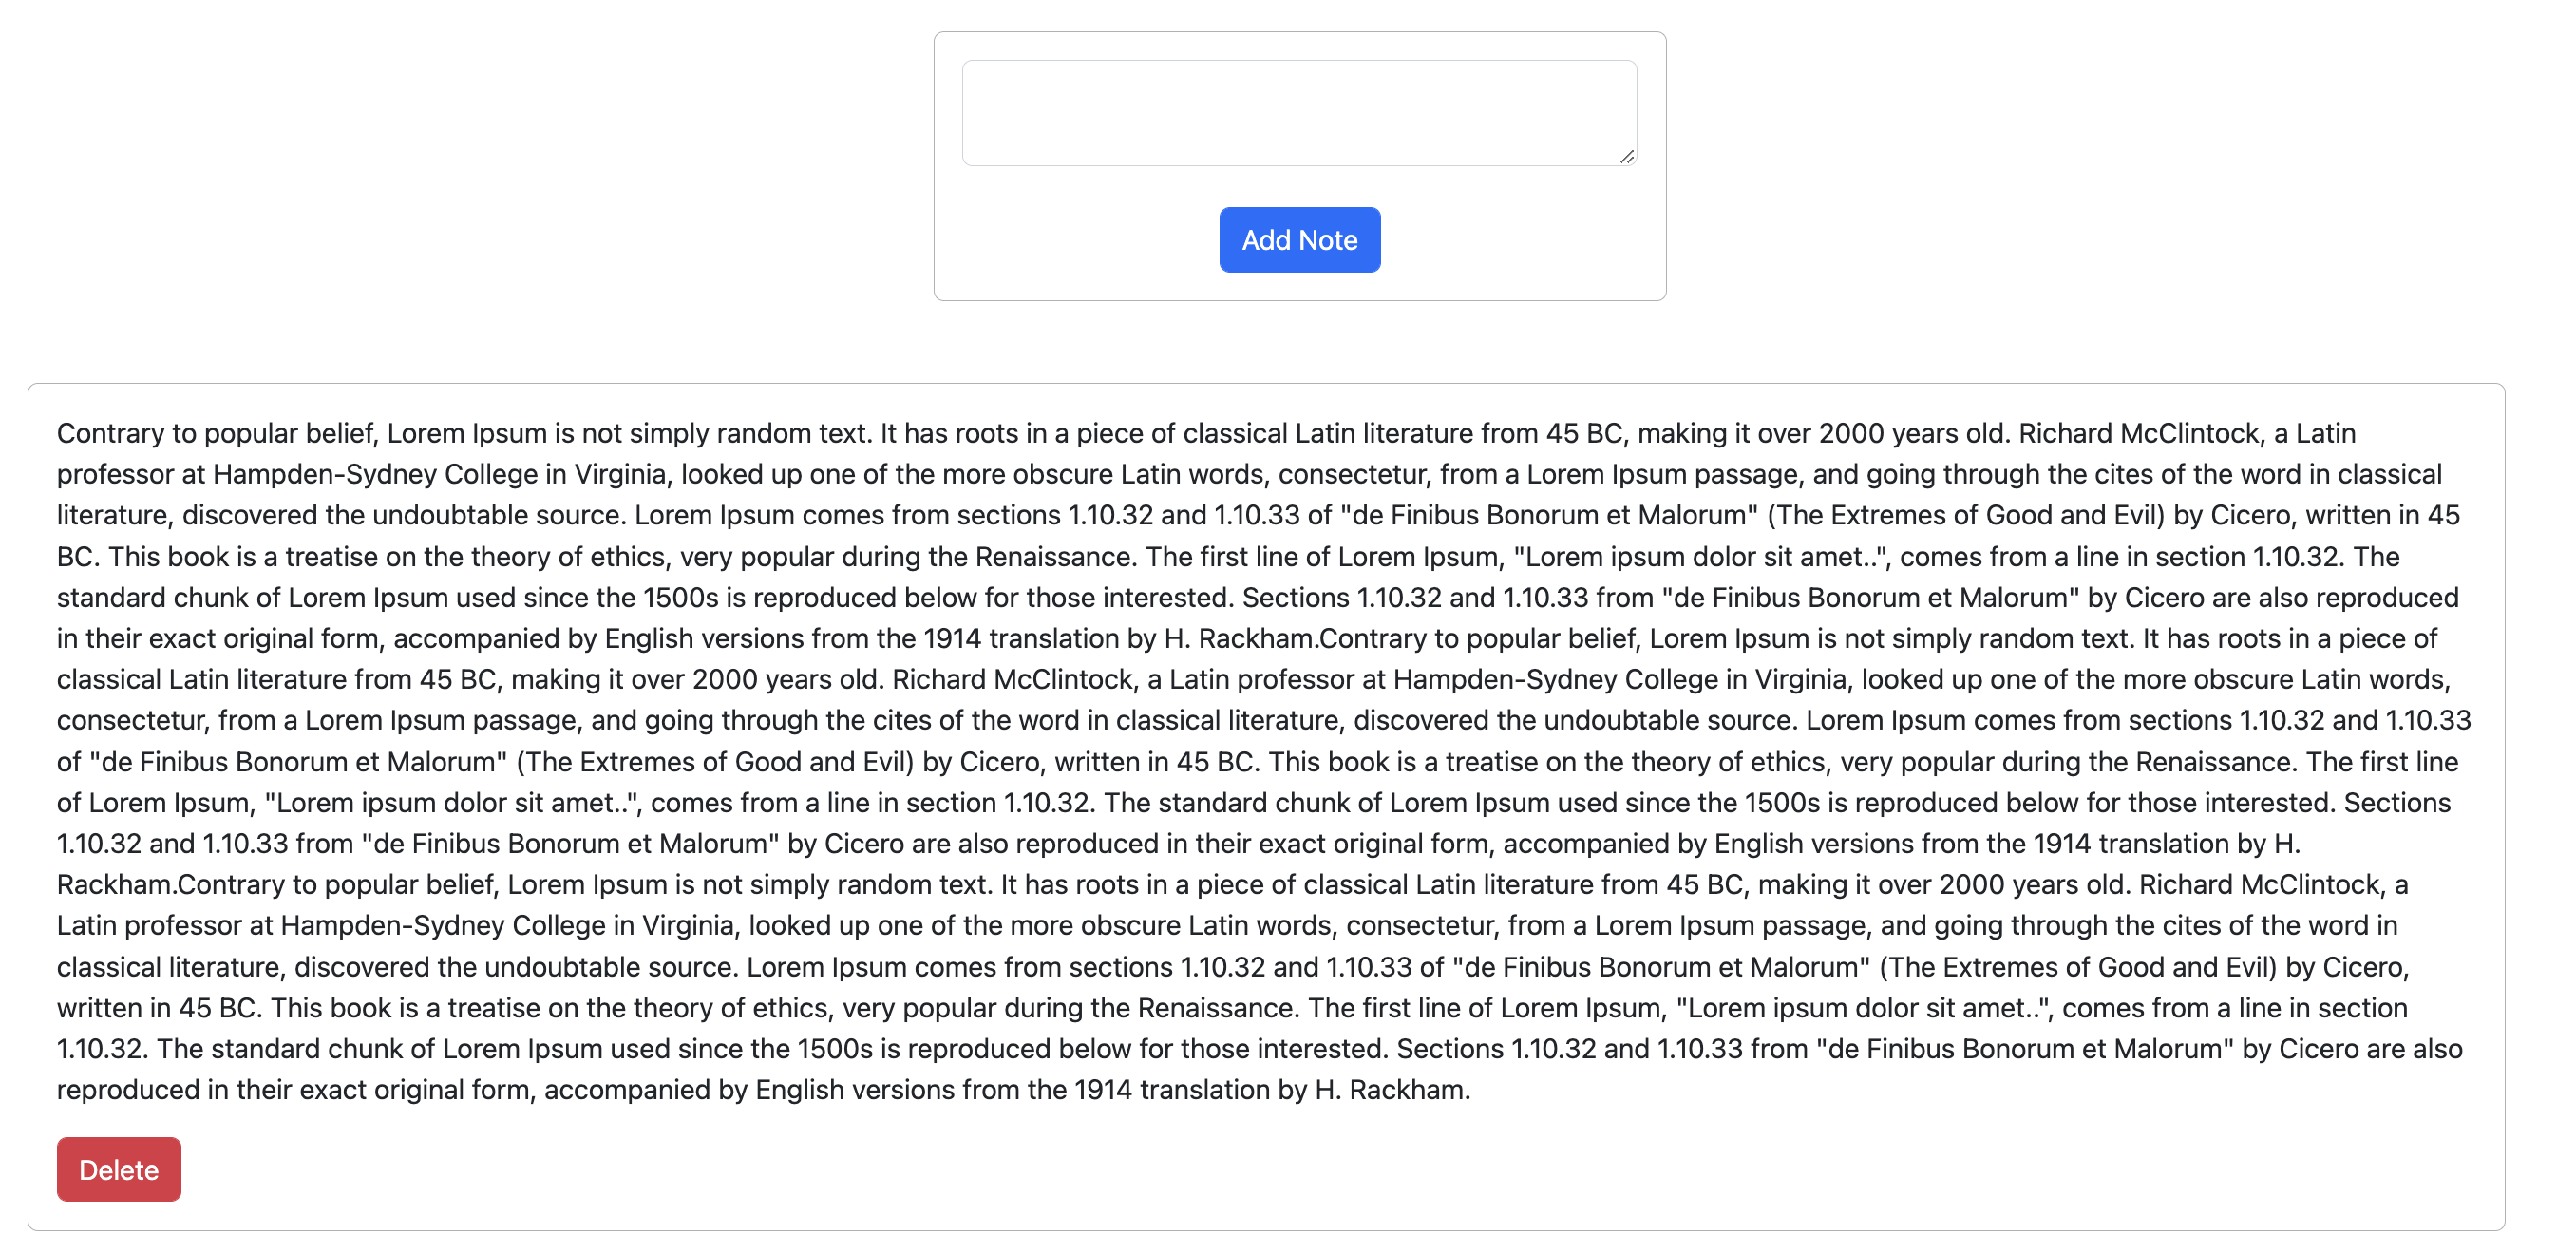 Add Note
Contrary to popular belief, Lorem Ipsum is not simply random text. It has roots in a piece of classical Latin literature from 45 BC, making it over 2000 years old. Richard McClintock, a Latin
professor at Hampden-Sydney College in Virginia, looked up one of the more obscure Latin words, consectetur, from a Lorem Ipsum passage, and going through the cites of the word in classical
literature, discovered the undoubtable source. Lorem Ipsum comes from sections 1.10.32 and 1.10.33 of "de Finibus Bonorum et Malorum" (The Extremes of Good and Evil) by Cicero, written in 45
BC. This book is a treatise on the theory of ethics, very popular during the Renaissance. The first line of Lorem Ipsum, "Lorem ipsum dolor sit amet..", comes from a line in section 1.10.32. The
standard chunk of Lorem Ipsum used since the 1500s is reproduced below for those interested. Sections 1.10.32 and 1.10.33 from "de Finibus Bonorum et Malorum" by Cicero are also reproduced
in their exact original form, accompanied by English versions from the 1914 translation by H. Rackham.Contrary to popular belief, Lorem Ipsum is not simply random text. It has roots in a piece of
classical Latin literature from 45 BC, making it over 2000 years old. Richard McClintock, a Latin professor at Hampden-Sydney College in Virginia, looked up one of the more obscure Latin words,
consectetur, from a Lorem Ipsum passage, and going through the cites of the word in classical literature, discovered the undoubtable source. Lorem Ipsum comes from sections 1.10.32 and 1.10.33
of "de Finibus Bonorum et Malorum" (The Extremes of Good and Evil) by Cicero, written in 45 BC. This book is a treatise on the theory of ethics, very popular during the Renaissance. The first line
of Lorem Ipsum, "Lorem ipsum dolor sit amet..", comes from a line in section 1.10.32. The standard chunk of Lorem Ipsum used since the 1500s is reproduced below for those interested. Sections
1.10.32 and 1.10.33 from "de Finibus Bonorum et Malorum" by Cicero are also reproduced in their exact original form, accompanied by English versions from the 1914 translation by H.
Rackham.Contrary to popular belief, Lorem Ipsum is not simply random text. It has roots in a piece of classical Latin literature from 45 BC, making it over 2000 years old. Richard McClintock, a
Latin professor at Hampden-Sydney College in Virginia, looked up one of the more obscure Latin words, consectetur, from a Lorem Ipsum passage, and going through the cites of the word in
classical literature, discovered the undoubtable source. Lorem Ipsum comes from sections 1.10.32 and 1.10.33 of "de Finibus Bonorum et Malorum" (The Extremes of Good and Evil) by Cicero,
written in 45 BC. This book is a treatise on the theory of ethics, very popular during the Renaissance. The first line of Lorem Ipsum, "Lorem ipsum dolor sit amet..", comes from a line in section
1.10.32. The standard chunk of Lorem Ipsum used since the 1500s is reproduced below for those interested. Sections 1.10.32 and 1.10.33 from "de Finibus Bonorum et Malorum" by Cicero are also
reproduced in their exact original form, accompanied by English versions from the 1914 translation by H. Rackham.
Delete